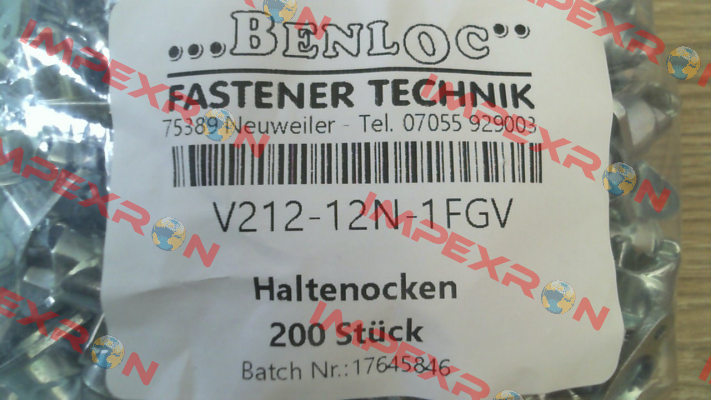 ...BENLOC¨
FASTENER TECHNIK
75389 Neuweiler - Tel. 07055 929003
V212-12N-1FGV
Haltenocken
200 Stück
Batch Nr.:17645846
IMPEXRON
IMPEXRON
IMPEXRON
IMPEXRON
IMPEXRON